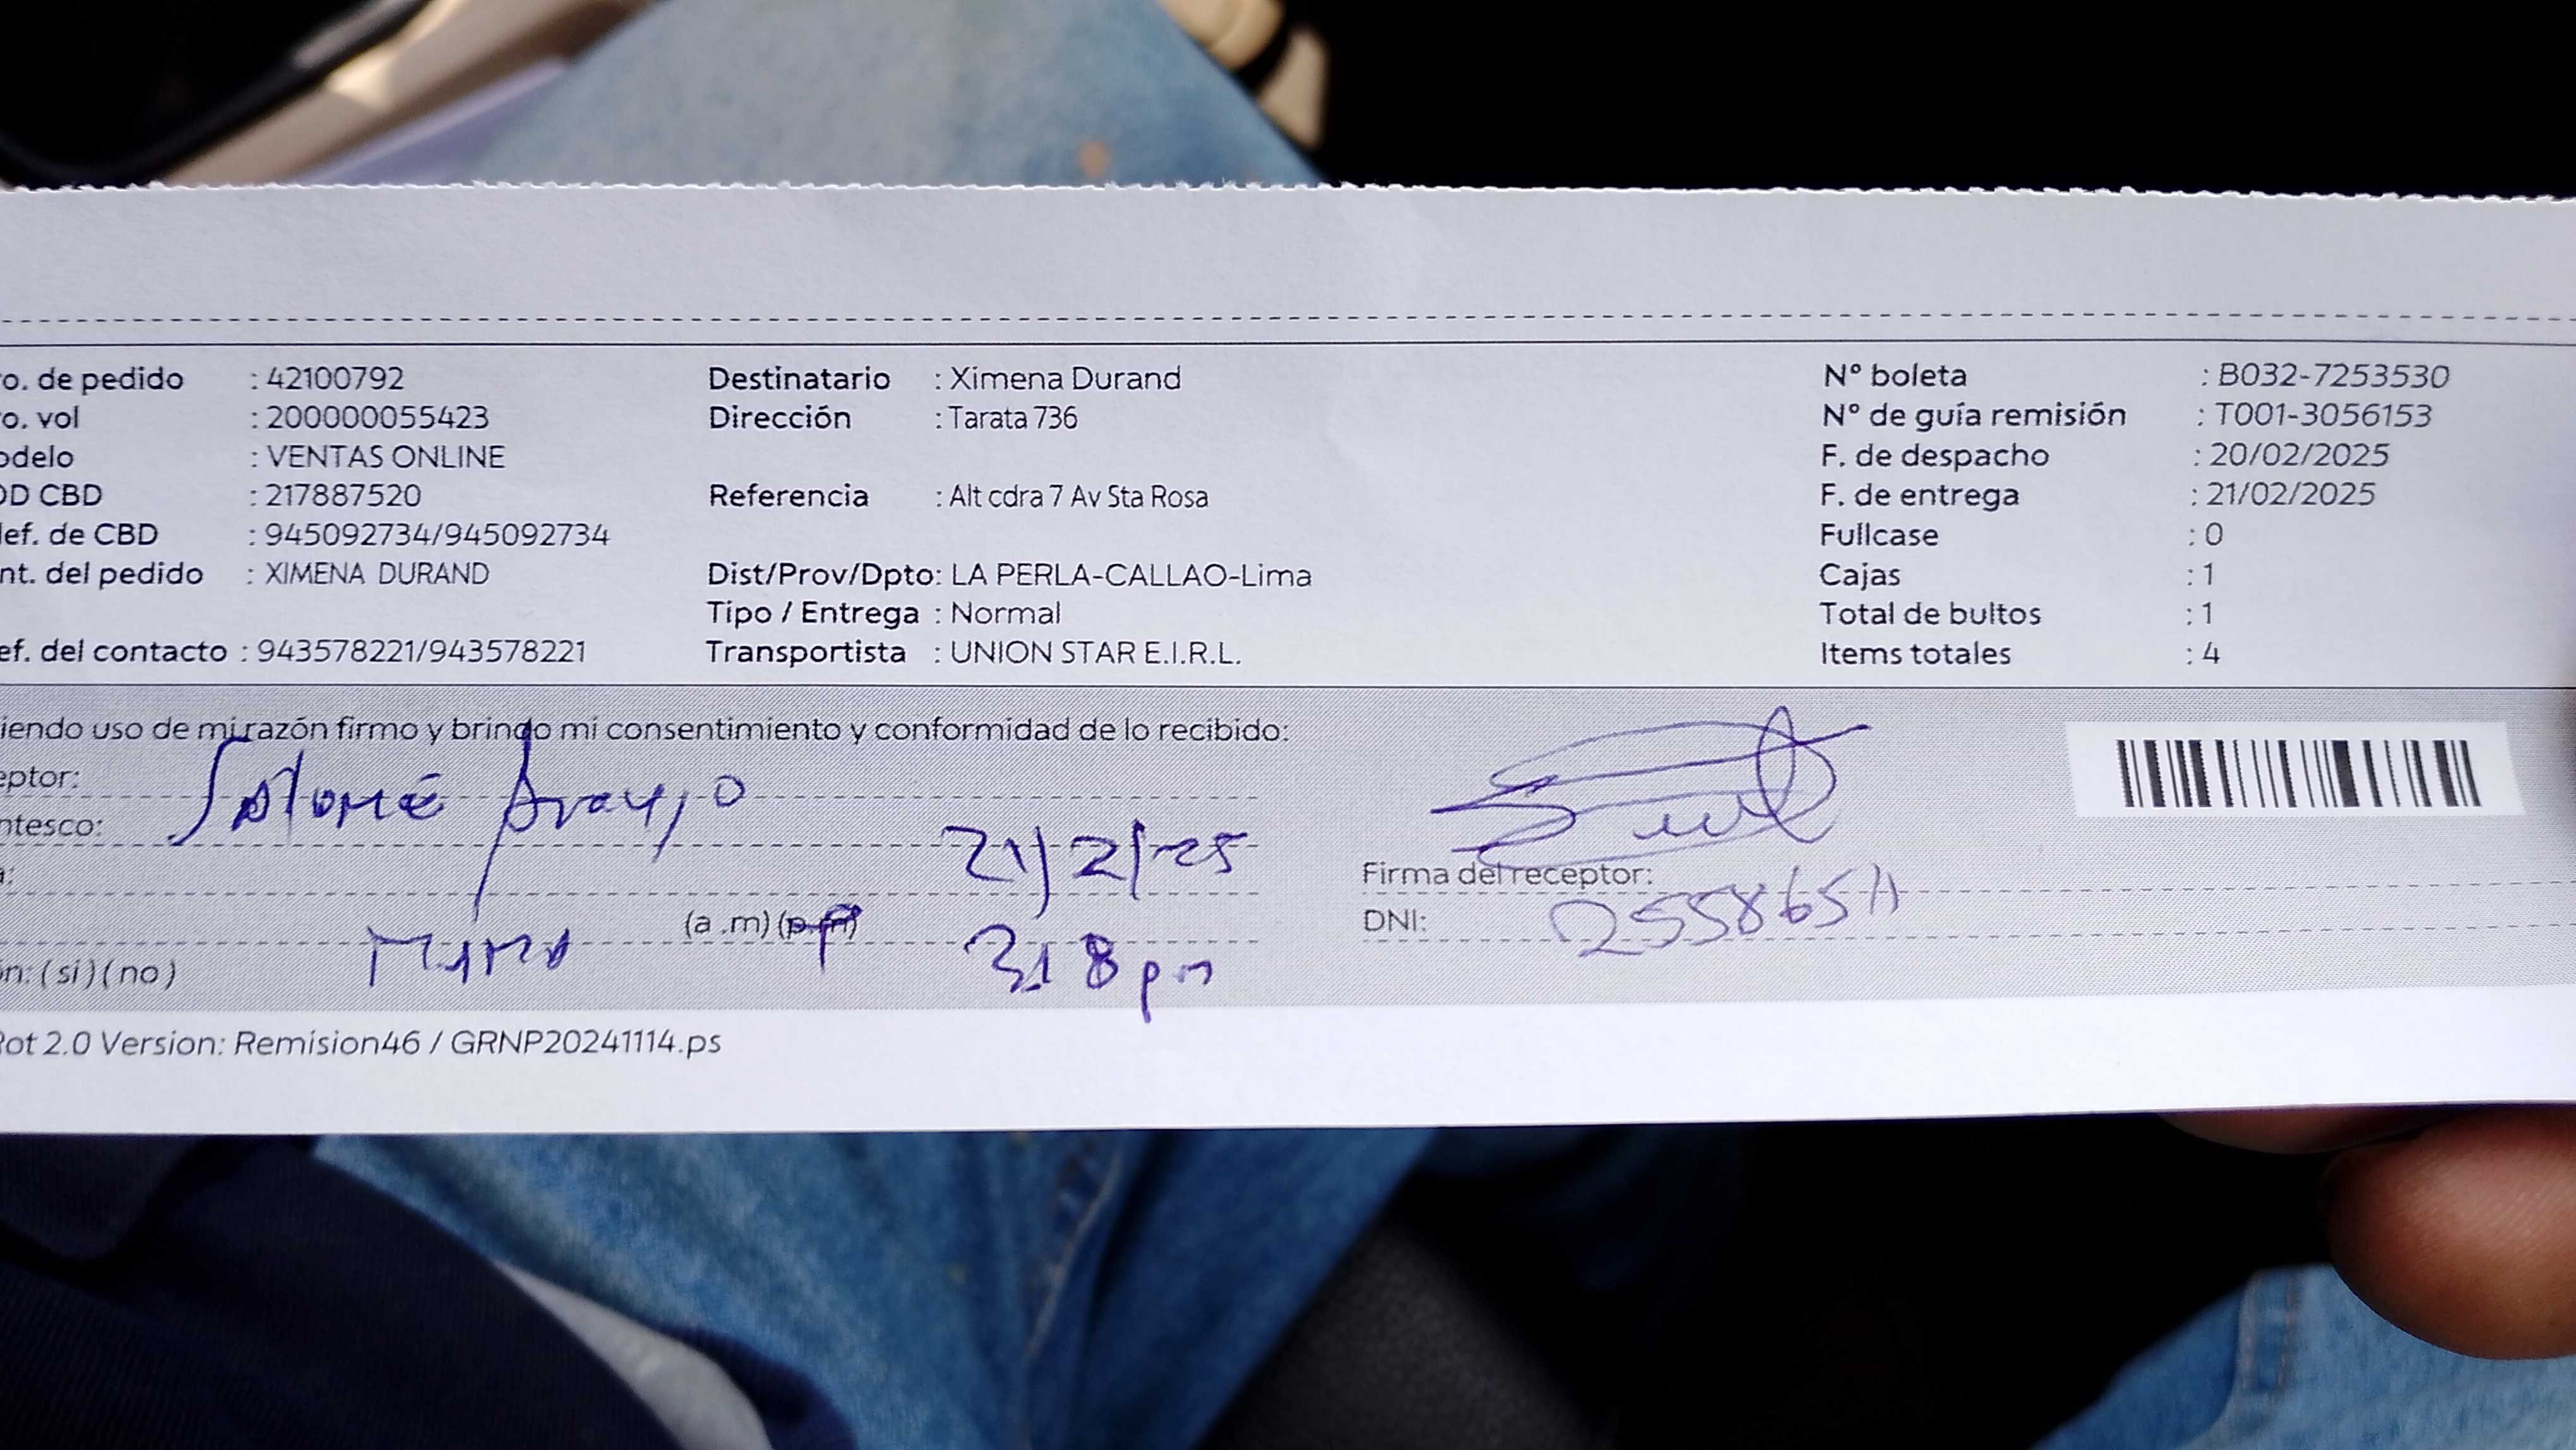 o. de pedido : 42100792 Destinatario : Ximena Durand Nº boleta : B032-7253530
o. vol : 200000055423 Dirección : Tarata 736 Nº de guía remisión : T001-3056153
odelo : VENTAS ONLINE F. de despacho : 20/02/2025
OD CBD : 217887520 Referencia : Alt cdra 7 Av Sta Rosa F. de entrega : 21/02/2025
ef. de CBD : 945092734/945092734 Fullcase : 0
nt. del pedido : XIMENA DURAND Dist/Prov/Dpto: LA PERLA-CALLAO-Lima Cajas : 1
Tipo / Entrega : Normal Total de bultos : 1
ef. del contacto : 943578221/943578221 Transportista : UNION STAR E.I.R.L. Items totales : 4
iendo uso de mi razón firmo y brindo mi consentimiento y conformidad de lo recibido:
eptor: Salomé Araujo
ntesco:
a: 21/2/25 Firma del receptor:
(a .m) (p.m) 318 pm DNI:
ón: (si) (no)
Rot 2.0 Version: Remision46 / GRNP20241114.ps